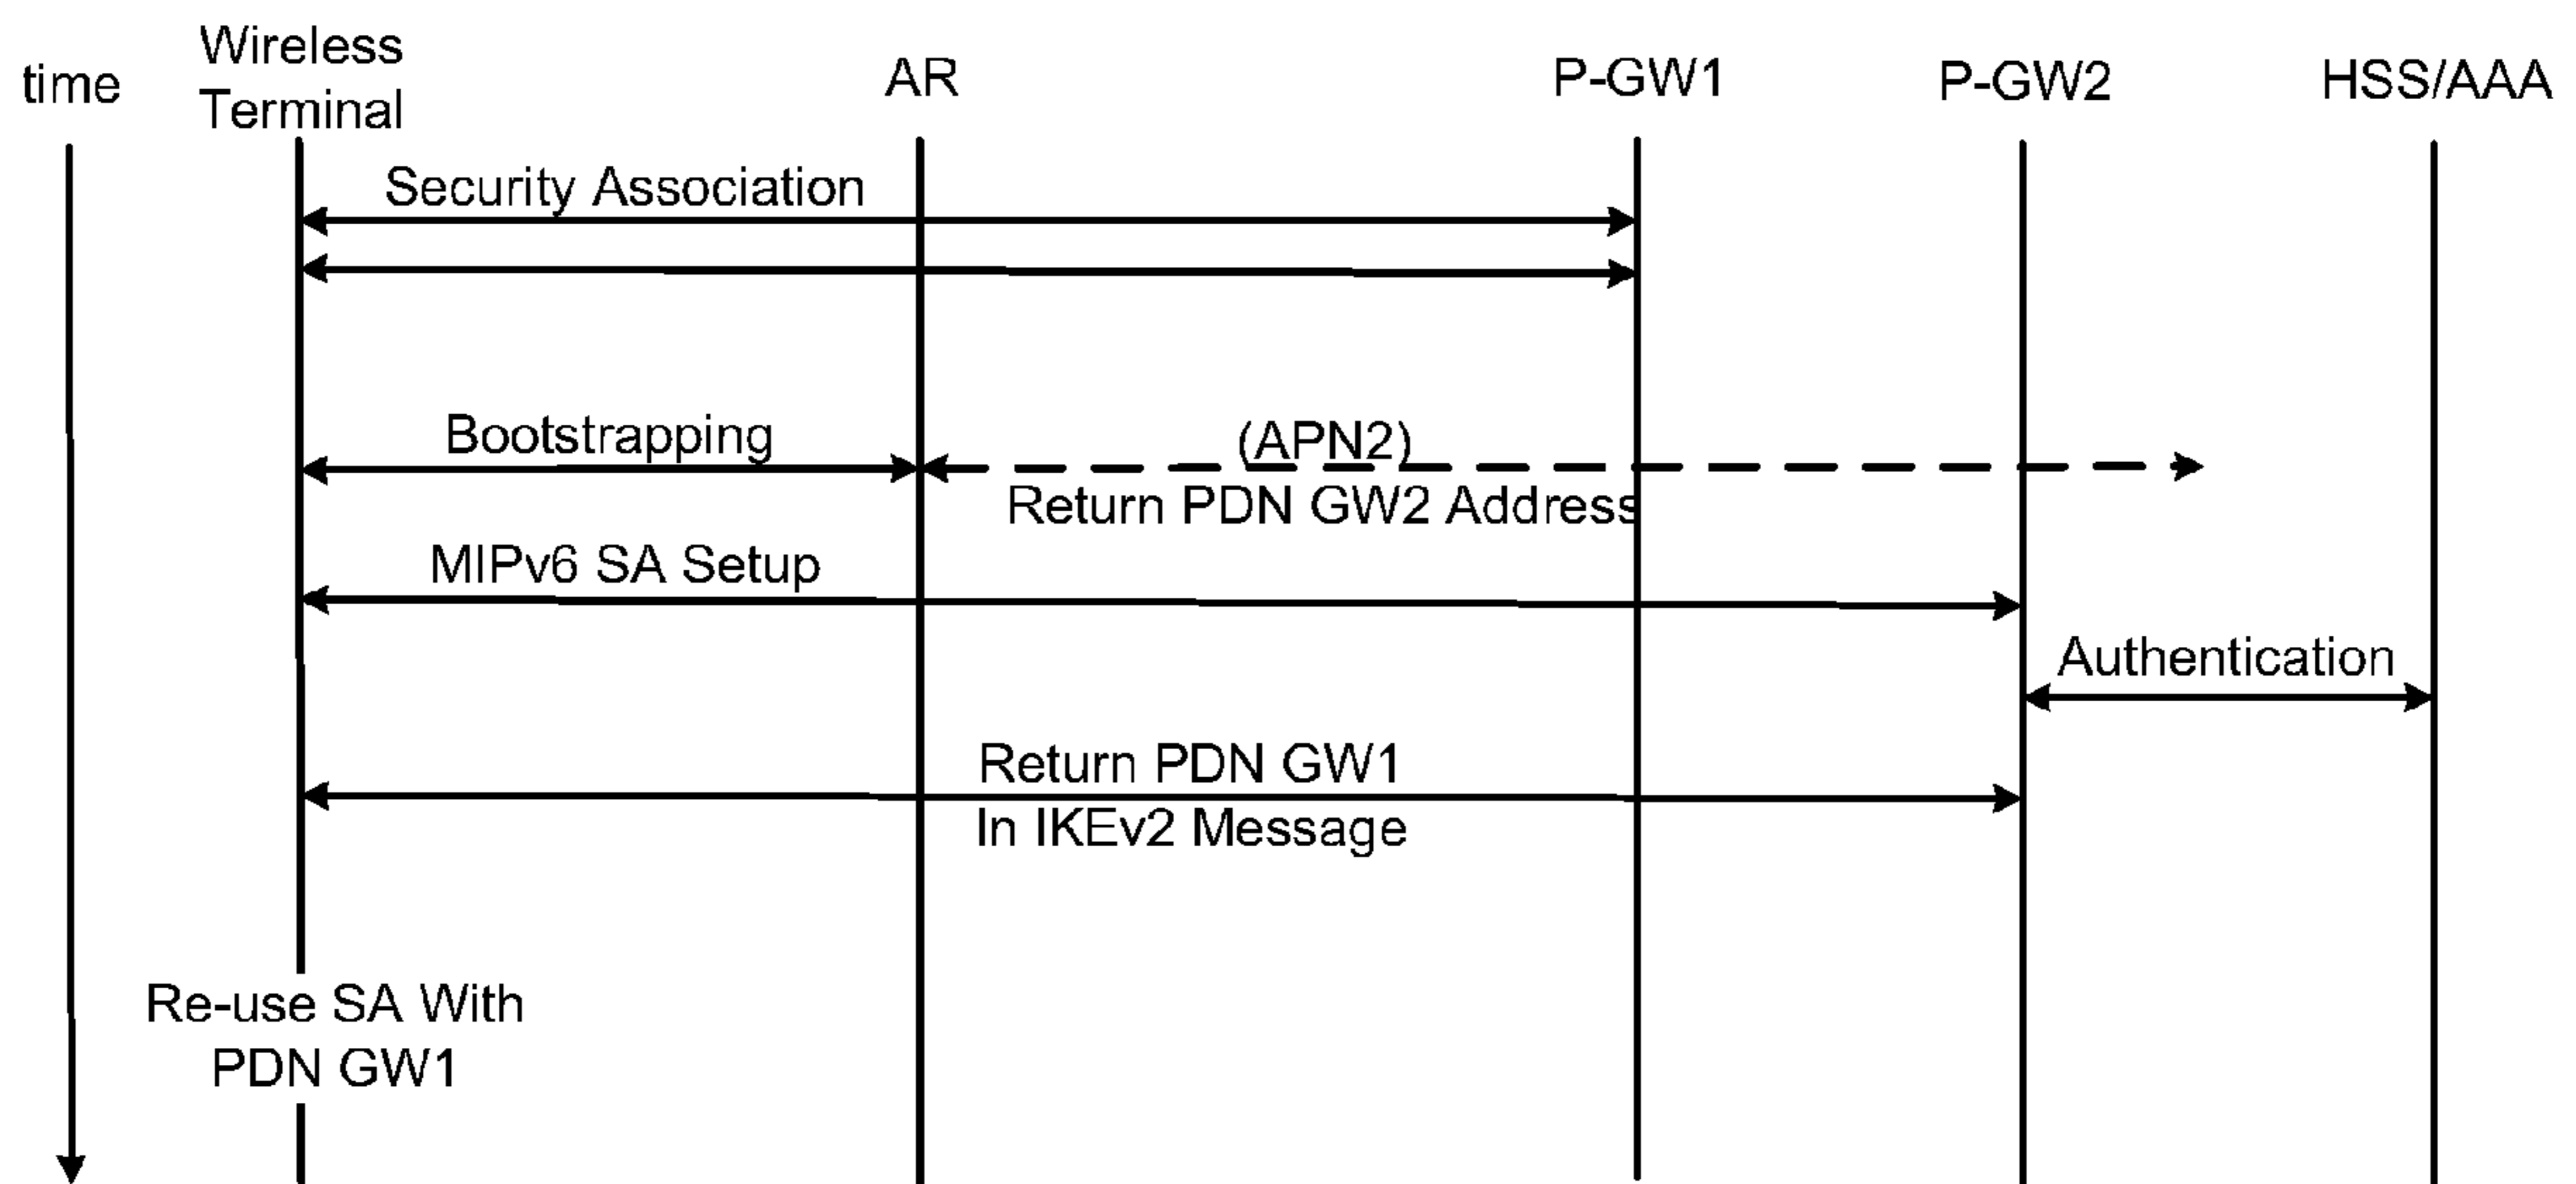 time
Wireless
Terminal
AR
P-GW1
P-GW2
HSS/AAA
Security Association
Bootstrapping
(APN2)
Return PDN GW2 Address
MIPv6 SA Setup
Authentication
Return PDN GW1
In IKEv2 Message
Re-use SA With
PDN GW1